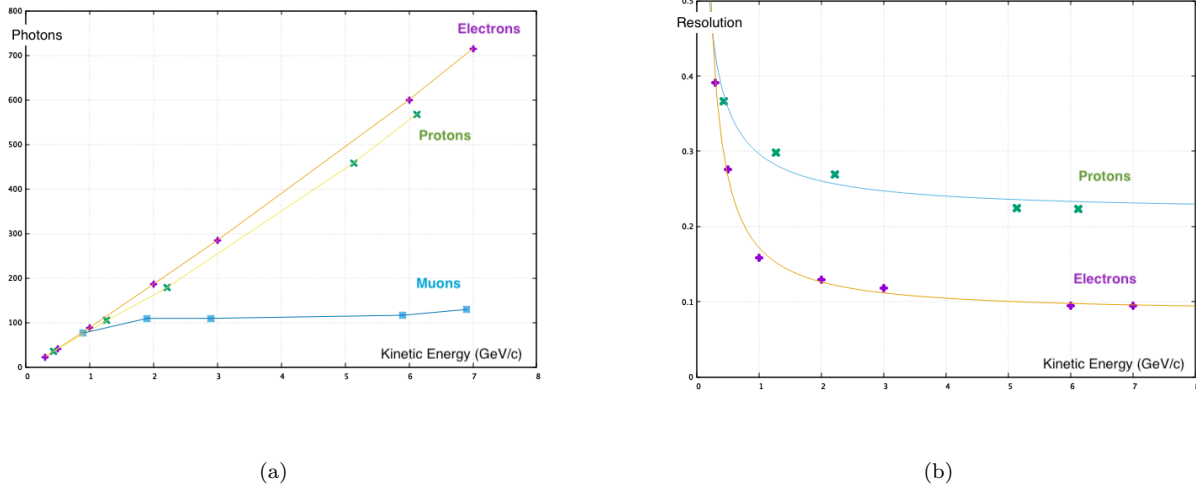 800
Photons
700
600
500
400
300
200
100
0
0 1 2 3 4 5 6 7 8
Electrons
Protons
Muons
Kinetic Energy (GeV/c)
(a)
0.5
Resolution
0.4
0.3
0.2
0.1
0
0 1 2 3 4 5 6 7 8
Protons
Electrons
Kinetic Energy (GeV/c)
(b)